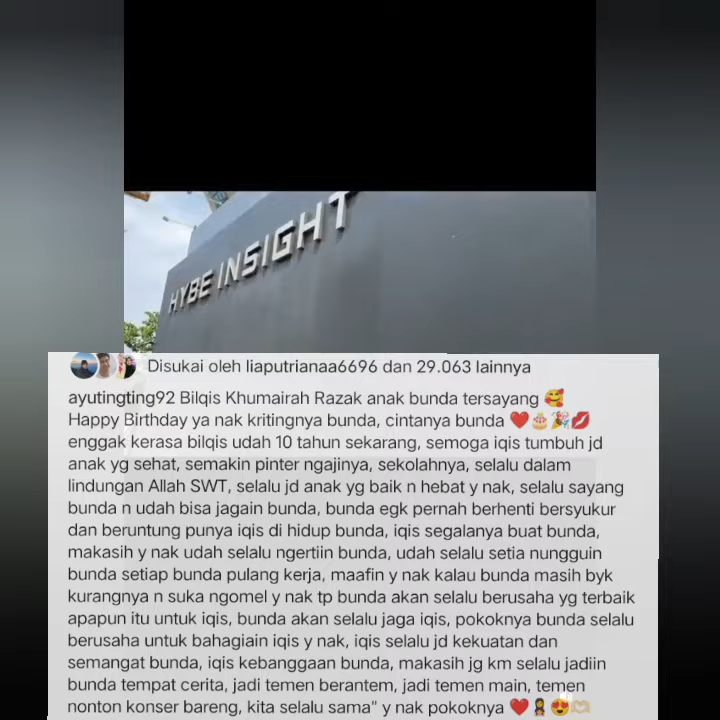 HYBE INSIGHT
Disukai oleh liaputrianaa6696 dan 29.063 lainnya
ayutingting92 Bilqis Khumairah Razak anak bunda tersayang 🥰
Happy Birthday ya nak kritingnya bunda, cintanya bunda ❤️🎂🎉💋
enggak kerasa bilqis udah 10 tahun sekarang, semoga iqis tumbuh jd
anak yg sehat, semakin pinter ngajinya, sekolahnya, selalu dalam
lindungan Allah SWT, selalu jd anak yg baik n hebat y nak, selalu sayang
bunda n udah bisa jagain bunda, bunda egk pernah berhenti bersyukur
dan beruntung punya iqis di hidup bunda, iqis segalanya buat bunda,
makasih y nak udah selalu ngertiin bunda, udah selalu setia nungguin
bunda setiap bunda pulang kerja, maafin y nak kalau bunda masih byk
kurangnya n suka ngomel y nak tp bunda akan selalu berusaha yg terbaik
apapun itu untuk iqis, bunda akan selalu jaga iqis, pokoknya bunda selalu
berusaha untuk bahagiain iqis y nak, iqis selalu jd kekuatan dan
semangat bunda, iqis kebanggaan bunda, makasih jg km selalu jadiin
bunda tempat cerita, jadi temen berantem, jadi temen main, temen
nonton konser bareng, kita selalu sama" y nak pokoknya ❤️👩‍👧😍🫶